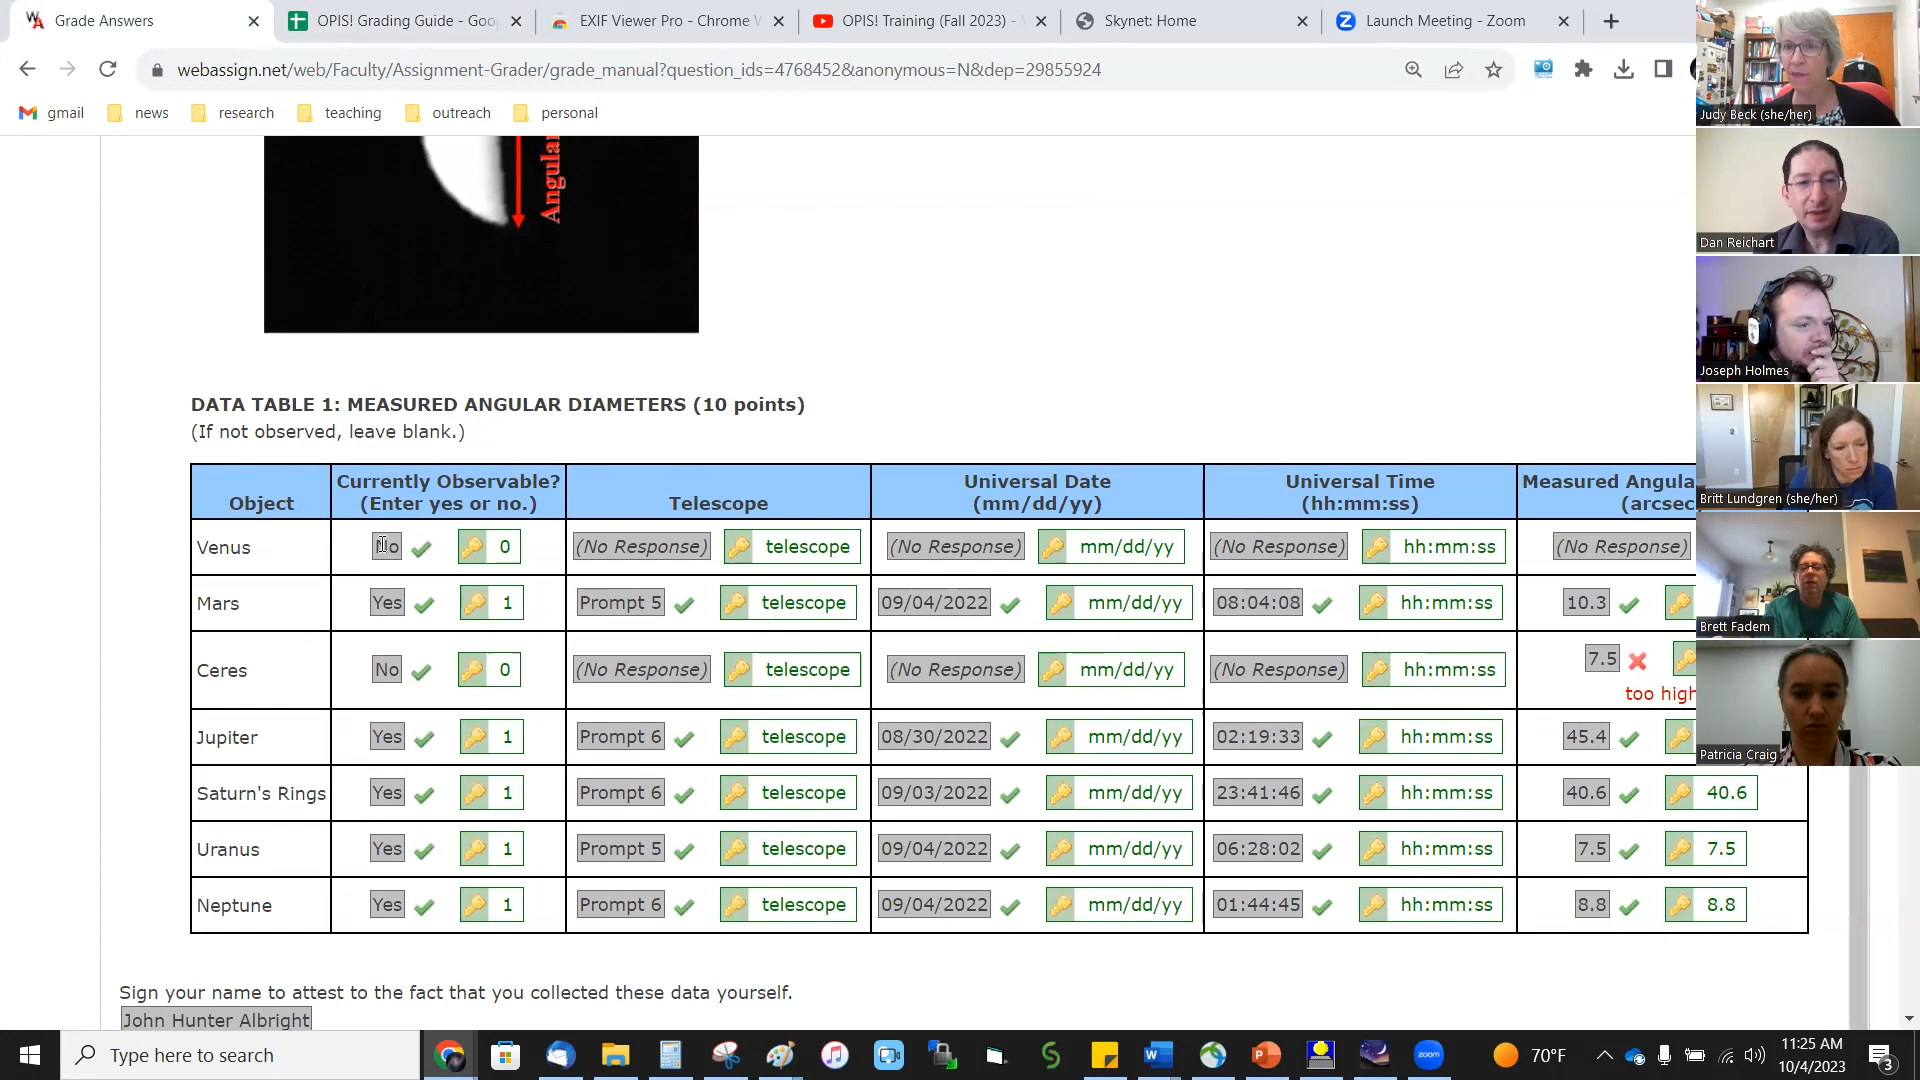 Grade Answers
OPIS! Grading Guide - Goo
EXIF Viewer Pro - Chrome W
OPIS! Training (Fall 2023) -
Skynet: Home
Launch Meeting - Zoom
webassign.net/web/Faculty/Assignment-Grader/grade_manual?question_ids=4768452&anonymous=N&dep=29855924
gmail news research teaching outreach personal
Judy Beck (she/her)
Dan Reichart
Joseph Holmes
Britt Lundgren (she/her)
Brett Fadem
Patricia Craig
Angular
DATA TABLE 1: MEASURED ANGULAR DIAMETERS (10 points)
(If not observed, leave blank.)
Object
Currently Observable?
(Enter yes or no.)
Telescope
Universal Date
(mm/dd/yy)
Universal Time
(hh:mm:ss)
Measured Angula
(arcsec
Venus No 0 (No Response) telescope (No Response) mm/dd/yy (No Response) hh:mm:ss (No Response)
Mars Yes 1 Prompt 5 telescope 09/04/2022 mm/dd/yy 08:04:08 hh:mm:ss 10.3
Ceres No 0 (No Response) telescope (No Response) mm/dd/yy (No Response) hh:mm:ss 7.5
too high
Jupiter Yes 1 Prompt 6 telescope 08/30/2022 mm/dd/yy 02:19:33 hh:mm:ss 45.4
Saturn's Rings Yes 1 Prompt 6 telescope 09/03/2022 mm/dd/yy 23:41:46 hh:mm:ss 40.6 40.6
Uranus Yes 1 Prompt 5 telescope 09/04/2022 mm/dd/yy 06:28:02 hh:mm:ss 7.5 7.5
Neptune Yes 1 Prompt 6 telescope 09/04/2022 mm/dd/yy 01:44:45 hh:mm:ss 8.8 8.8
Sign your name to attest to the fact that you collected these data yourself.
John Hunter Albright
Type here to search
zoom
70°F
11:25 AM
10/4/2023
3